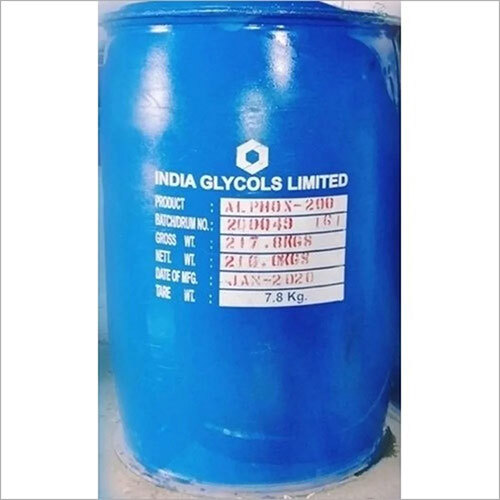 INDIA GLYCOLS LIMITED
PRODUCT : ALPHOX-200
BATCH/DRUM NO.: 200049 161
GROSS WT. : 217.8KGS
NETT. WT. : 210.0KGS
DATE OF MFG. : JAN-2020
TARE WT. : 7.8 Kg.